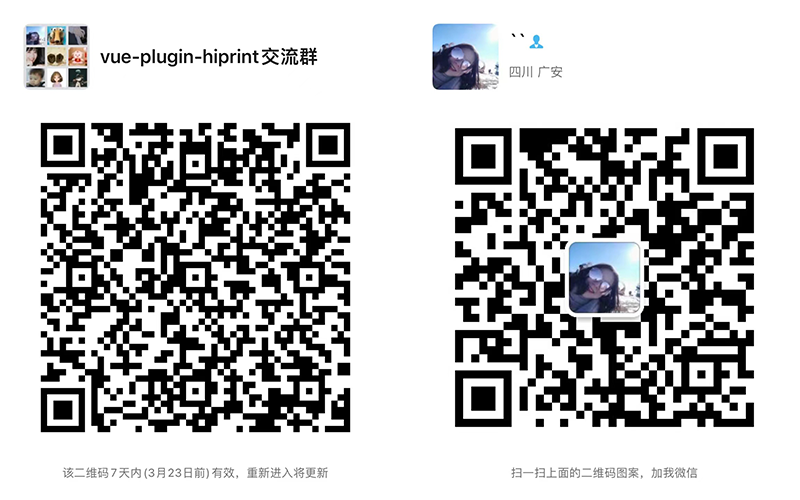 vue-plugin-hiprint交流群
``
四川 广安
该二维码7天内(3月23日前)有效，重新进入将更新
扫一扫上面的二维码图案，加我微信